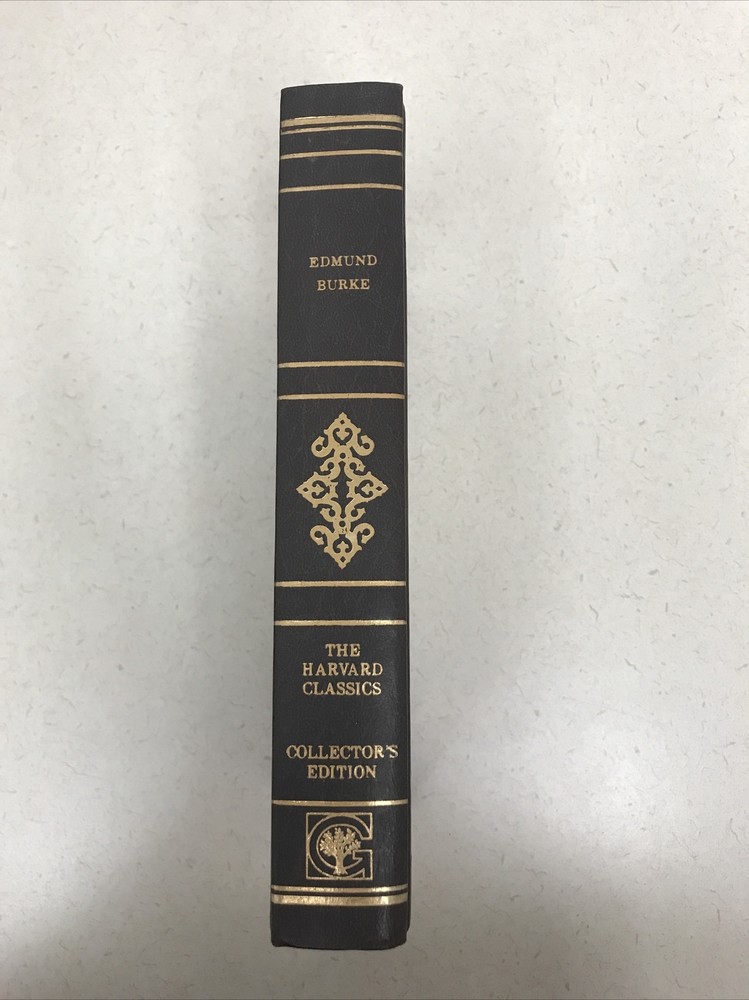 EDMUND
BURKE
THE
HARVARD
CLASSICS
COLLECTOR'S
EDITION
G